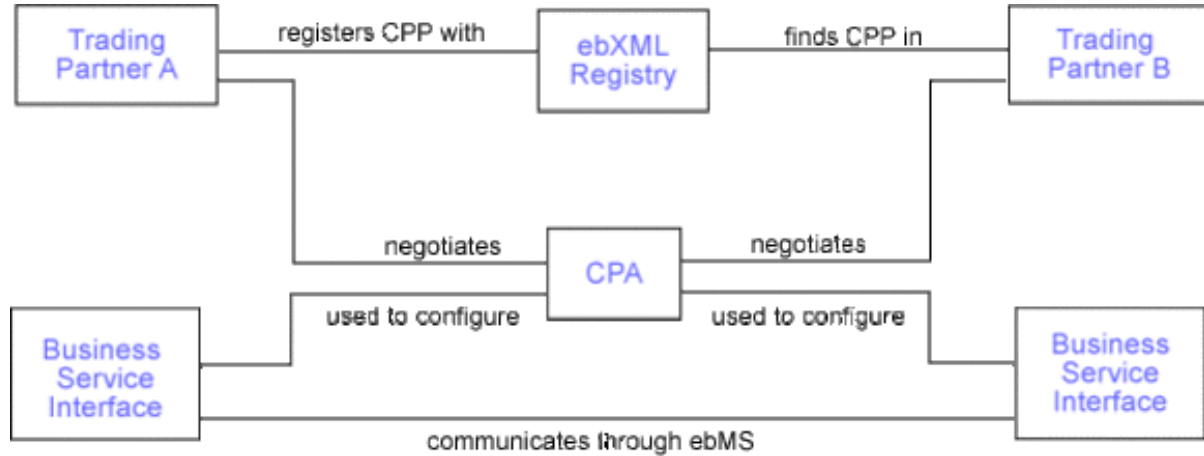 Trading
Partner A
registers CPP with
ebXML
Registry
finds CPP in
Trading
Partner B
negotiates
CPA
negotiates
used to configure
used to configure
Business
Service
Interface
Business
Service
Interface
communicates through ebMS